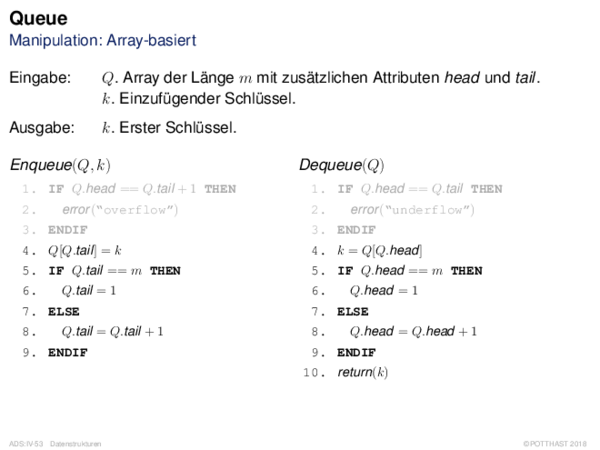 Queue
Manipulation: Array-basiert
Eingabe: Q. Array der Länge m mit zusätzlichen Attributen head und tail.
k. Einzufügender Schlüssel.
Ausgabe: k. Erster Schlüssel.
Enqueue(Q, k)
1. IF Q.head == Q.tail + 1 THEN
2. error("overflow")
3. ENDIF
4. Q[Q.tail] = k
5. IF Q.tail == m THEN
6. Q.tail = 1
7. ELSE
8. Q.tail = Q.tail + 1
9. ENDIF
Dequeue(Q)
1. IF Q.head == Q.tail THEN
2. error("underflow")
3. ENDIF
4. k = Q[Q.head]
5. IF Q.head == m THEN
6. Q.head = 1
7. ELSE
8. Q.head = Q.head + 1
9. ENDIF
10. return(k)
ADS:IV-53 Datenstrukturen ©POTTHAST 2018